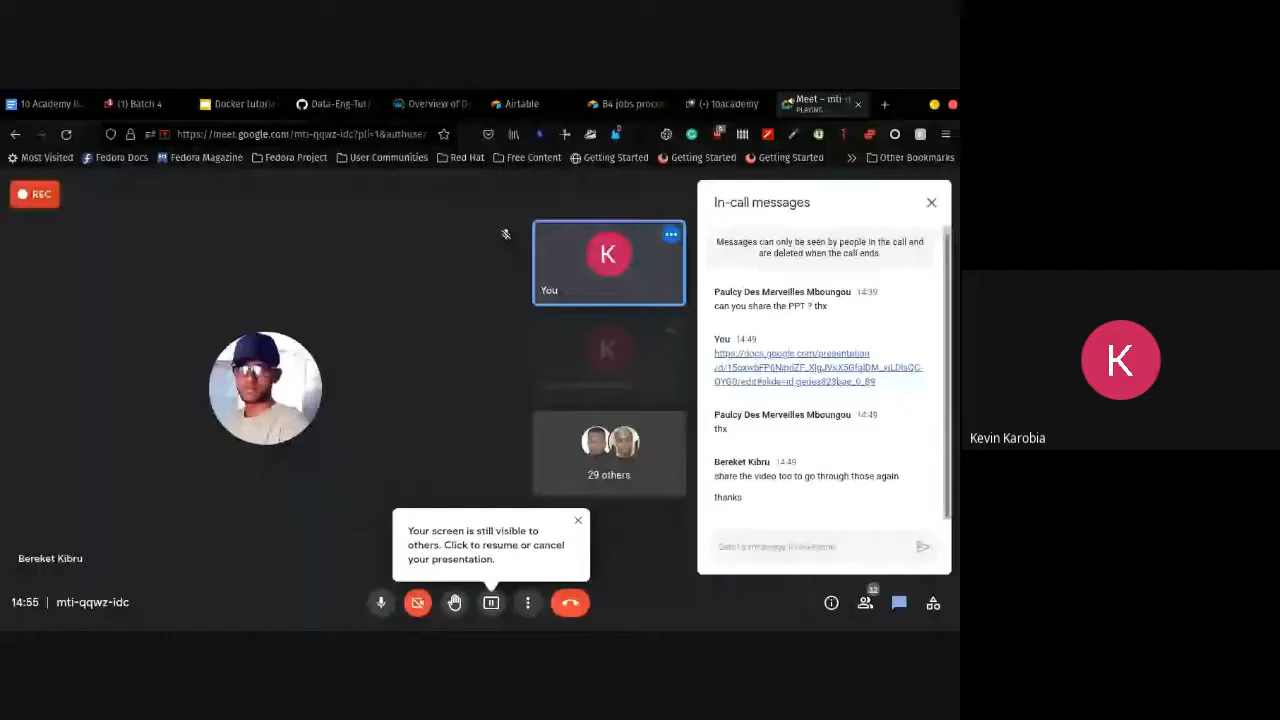 10 Academy B..
(1) Batch 4
Docker tutoria
Data-Eng-Tut/
Overview of D
Airtable
B4 jobs proce
(·) 10academy
Meet – mti-q
PLAYING
https://meet.google.com/mti-qqwz-idc?pli=1&authuser
Most Visited
Fedora Docs
Fedora Magazine
Fedora Project
User Communities
Red Hat
Free Content
Getting Started
Getting Started
Getting Started
Other Bookmarks
REC
K
You
K
29 others
Bereket Kibru
Your screen is still visible to
others. Click to resume or cancel
your presentation.
14:55 | mti-qqwz-idc
In-call messages
Messages can only be seen by people in the call and
are deleted when the call ends
Paulcy Des Merveilles Mboungou 14:39
can you share the PPT ? thx
You 14:49
https://docs.google.com/presentation
Paulcy Des Merveilles Mboungou 14:49
thx
Bereket Kibru 14:49
share the video too to go through those again
thanks
32
K
Kevin Karobia